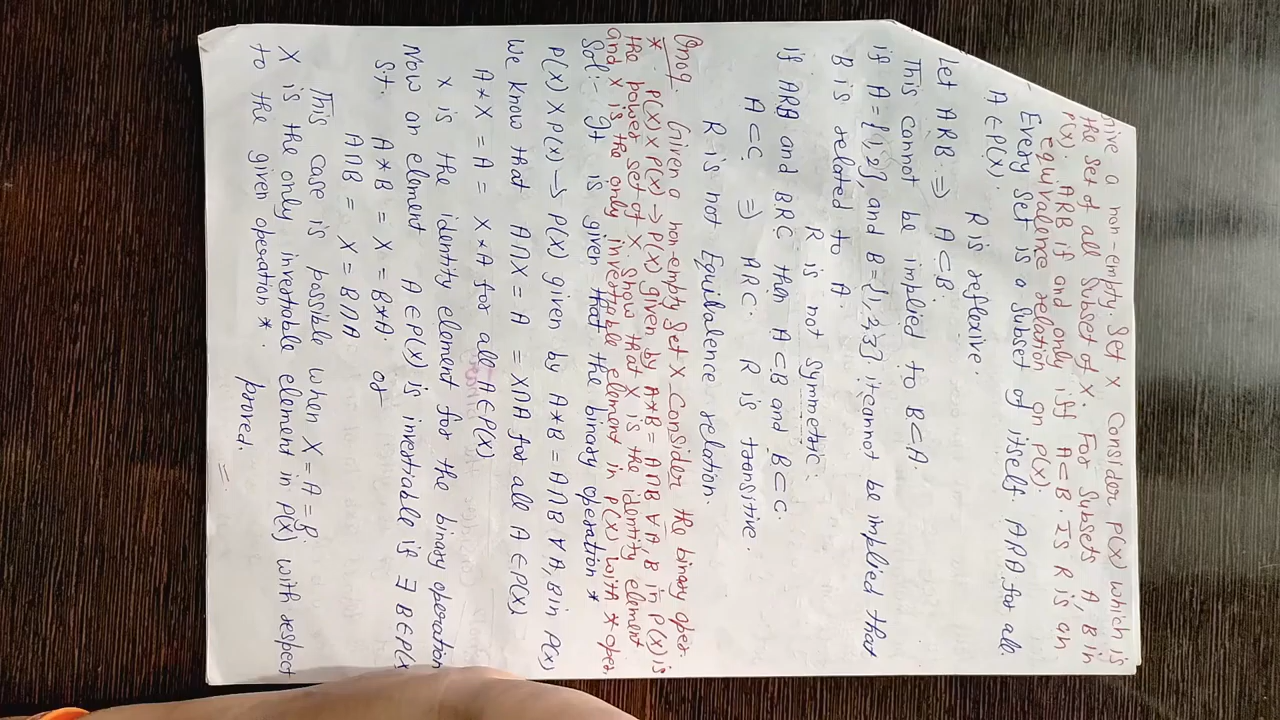 Give a non-empty. Set X Consider P(X) which is
the set of all Subset of X. For Subsets A, B in
P(X). ARB if and only iff A⊂B. Is R is an
equivalence relation on P(X).
Every Set is a Subset of itself ARA for all
A ∈ P(X).
R is reflexive.
Let ARB ⇒ A⊂B.
This cannot be implied to B⊂A.
if A = {1,2}, and B = {1,2,3} it cannot be implied that
B is related to A.
R is not Symmetric.
if ARB and BRC then A⊂B and B⊂C.
A⊂C ⇒ ARC. R is transitive.
R is not Equivalence relation.
Qno9 Given a non-empty Set X Consider the binary oper.
* P(X) X P(X) → P(X) given by A*B = A∩B ∀ A, B in P(X) is
the power set of X. Show that X is the identity element
and X is the only investable element in P(X) with * oper,
Sol:- It is given that the binary operation *
P(X) X P(X) → P(X) given by A*B = A∩B ∀ A, B in P(X)
We know that A∩X = A = X∩A for all A ∈ P(X)
A*X = A = X*A for all A ∈ P(X)
X is the identity element for the binary operation
Now an element A ∈ P(X) is investiable if ∃ B ∈ P(X
St. A*B = X = B*A. or
A∩B = X = B∩A
This case is possible when X = A = B.
X is the only investable element in P(X) with respect
to the given operation *.
proved.